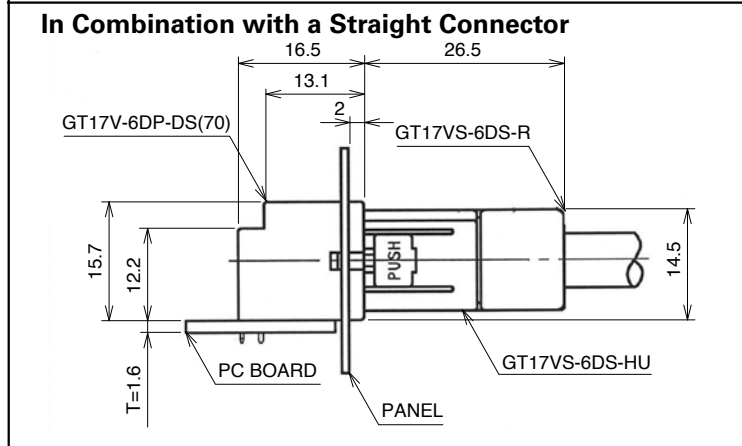 In Combination with a Straight Connector
16.5
26.5
13.1
2
GT17V-6DP-DS(70)
GT17VS-6DS-R
15.7
12.2
PUSH
14.5
T=1.6
PC BOARD
GT17VS-6DS-HU
PANEL